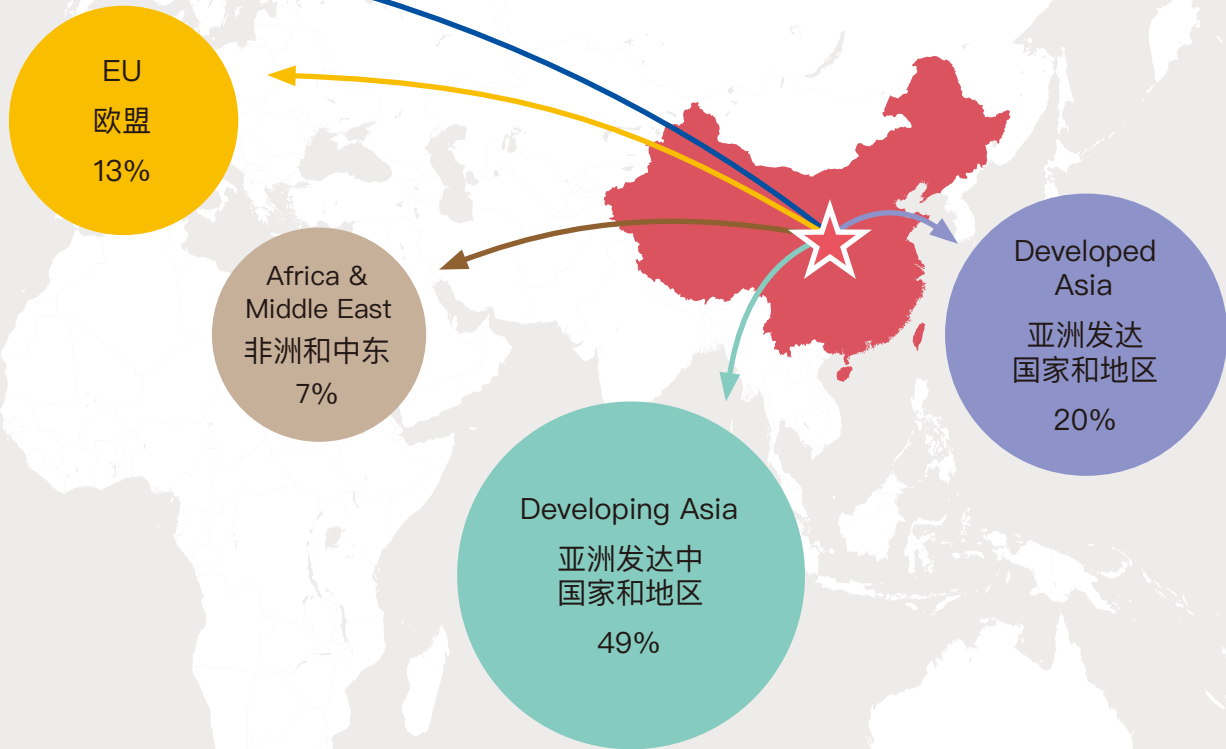 EU
欧盟
13%
Africa &
Middle East
非洲和中东
7%
Developing Asia
亚洲发达中
国家和地区
49%
Developed
Asia
亚洲发达
国家和地区
20%